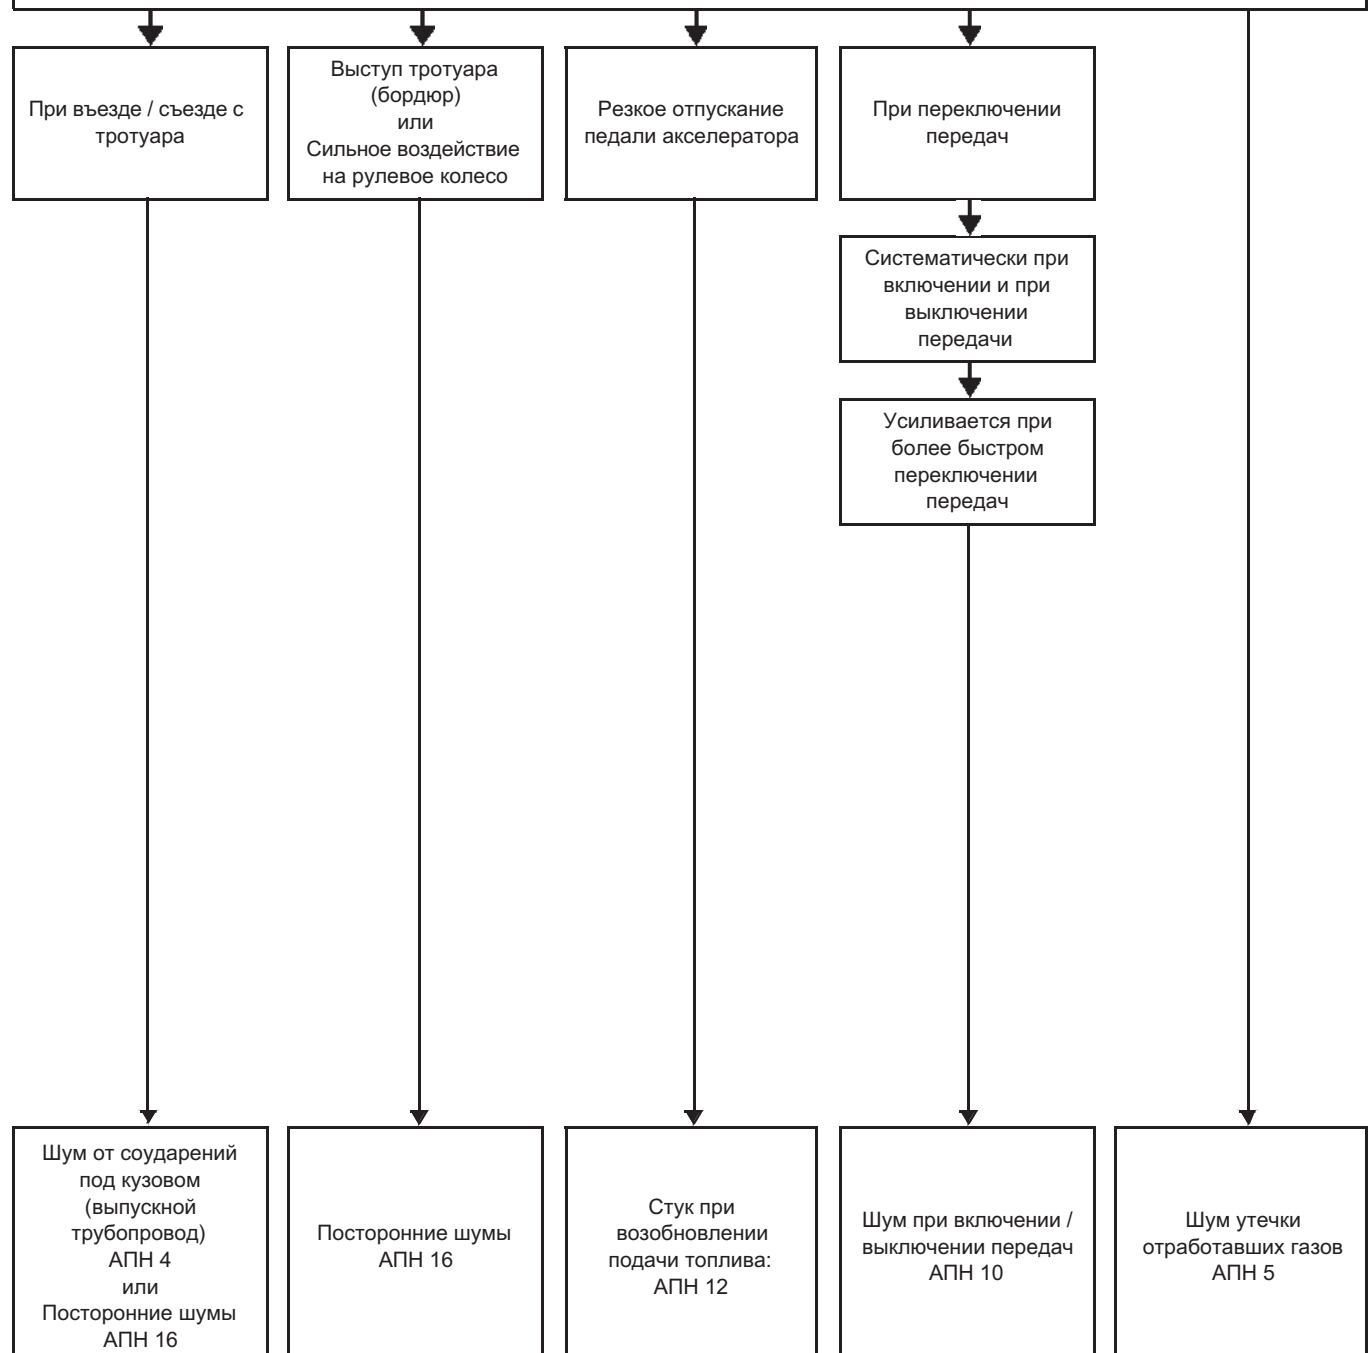 При въезде / съезде с
тротуара
Выступ тротуара
(бордюр)
или
Сильное воздействие
на рулевое колесо
Резкое отпускание
педали акселератора
При переключении
передач
Систематически при
включении и при
выключении
передачи
Усиливается при
более быстром
переключении
передач
Шум от соударений
под кузовом
(выпускной
трубопровод)
АПН 4
или
Посторонние шумы
АПН 16
Посторонние шумы
АПН 16
Стук при
возобновлении
подачи топлива:
АПН 12
Шум при включении /
выключении передач
АПН 10
Шум утечки
отработавших газов
АПН 5